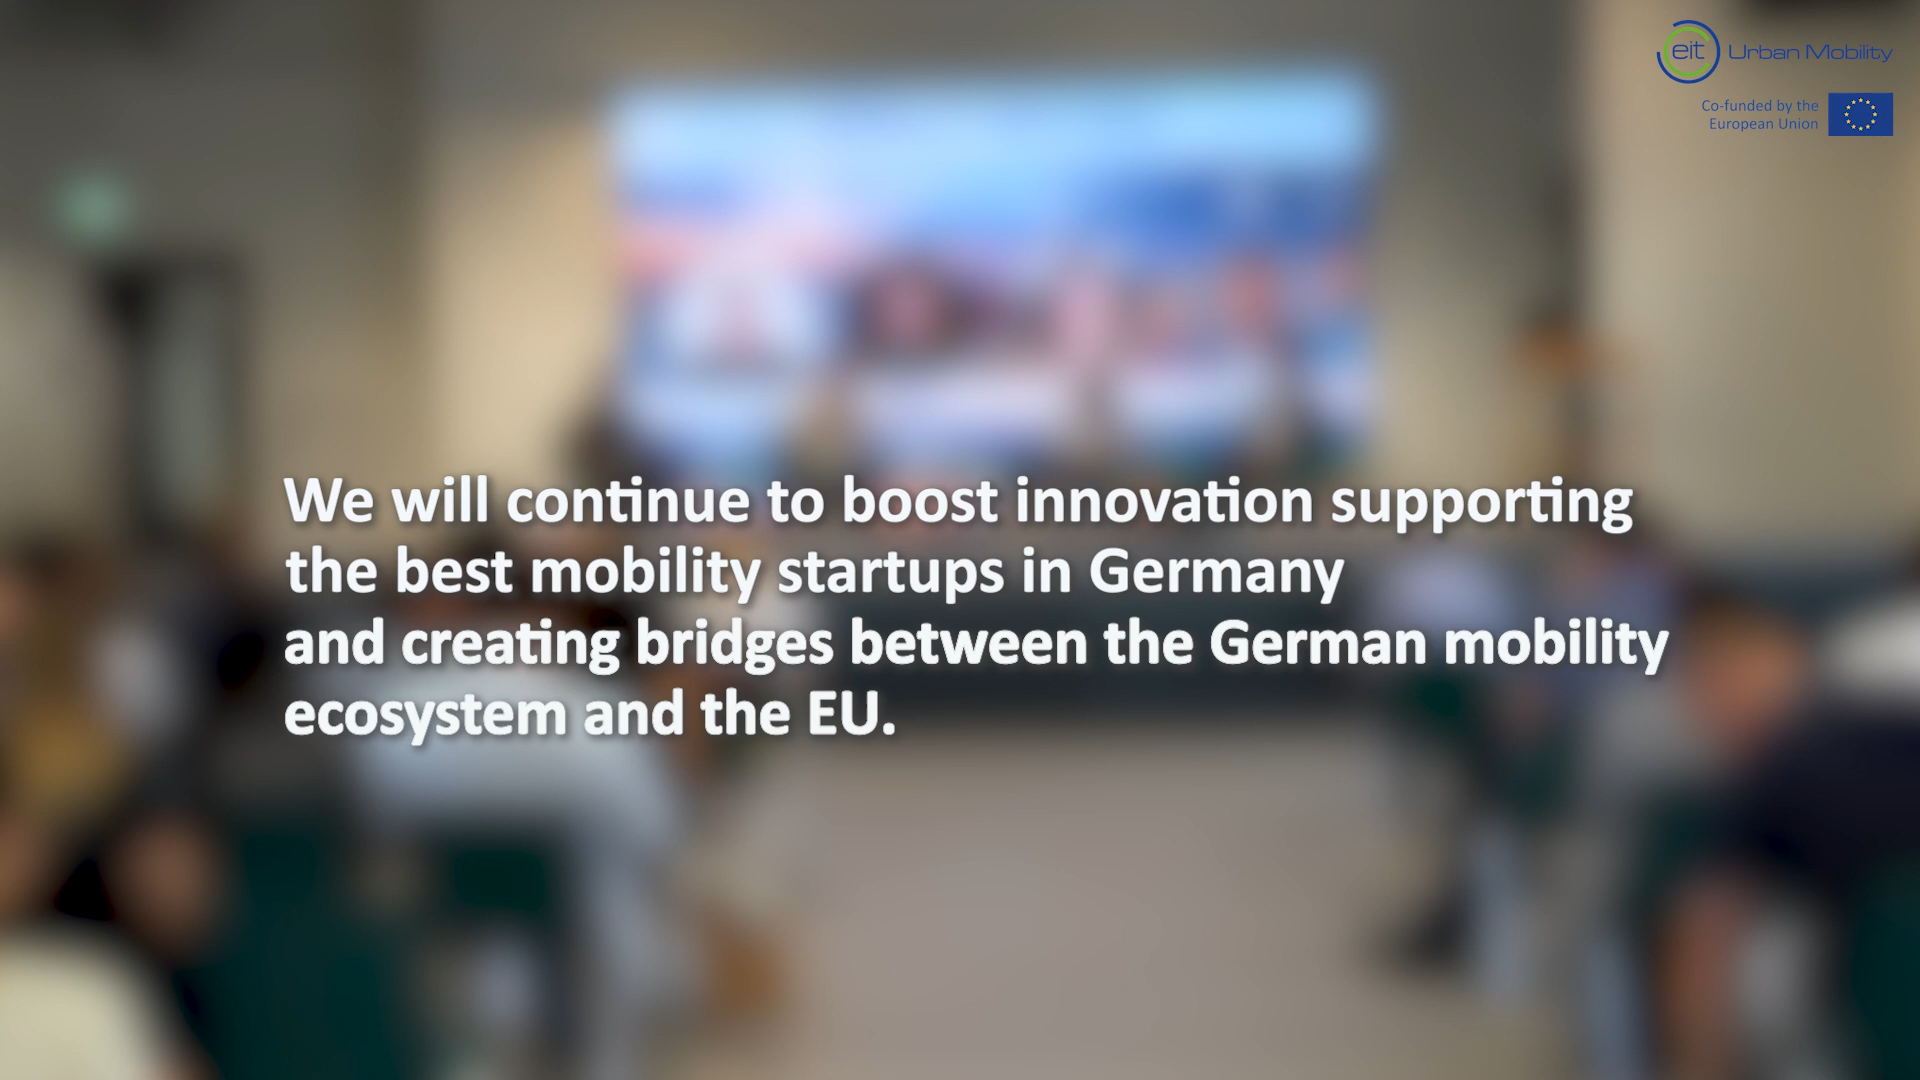 eit Urban Mobility
Co-funded by the
European Union
We will continue to boost innovation supporting
the best mobility startups in Germany
and creating bridges between the German mobility
ecosystem and the EU.